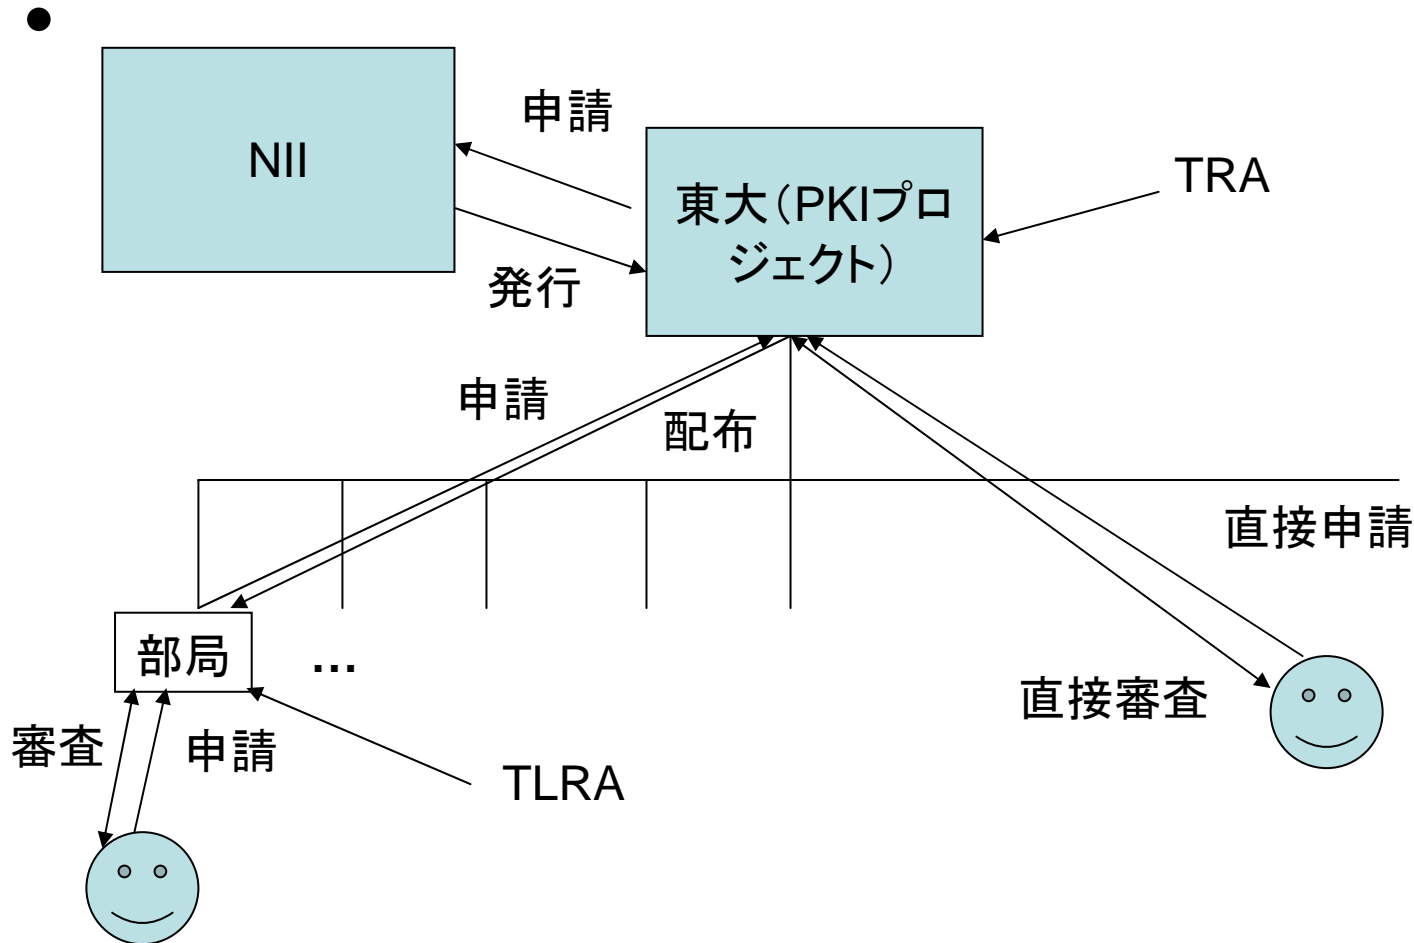 ●
申請
NII
TRA
東大(PKIプロ
ジェクト)
発行
申請
配布
直接申請
部局
…
直接審査
審査
申請
TLRA